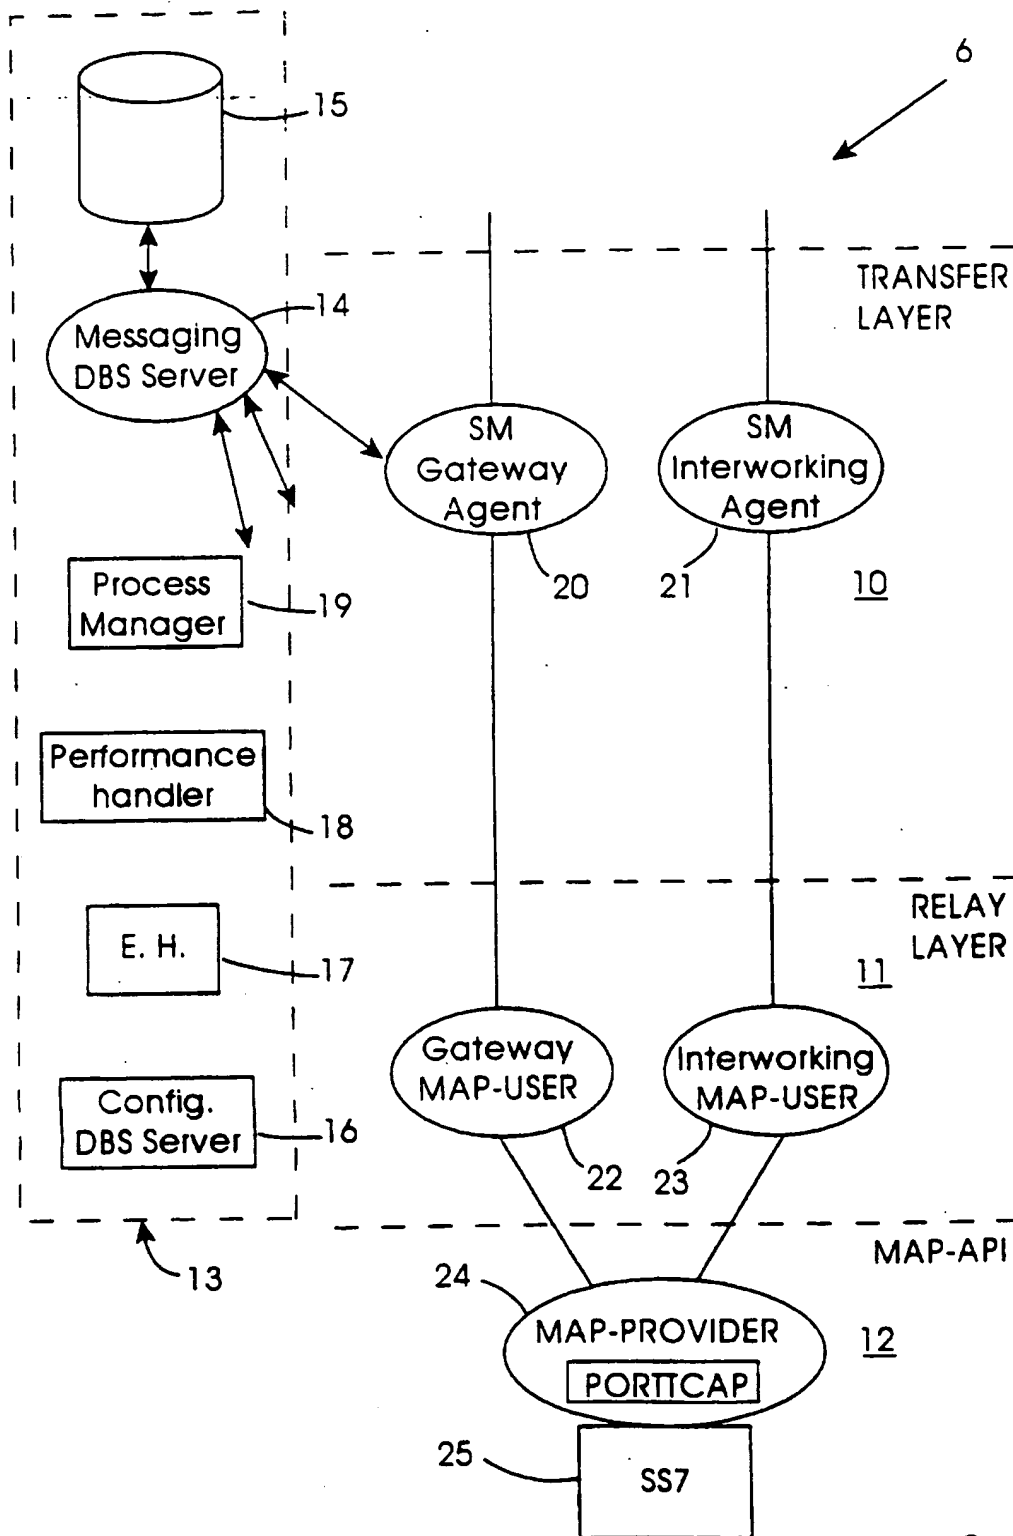 6
15
TRANSFER
LAYER
14
Messaging
DBS Server
SM
Gateway
Agent
SM
Interworking
Agent
20
21
10
Process
Manager
19
Performance
handler
18
RELAY
LAYER
11
E. H.
17
Gateway
MAP-USER
Interworking
MAP-USER
Config.
DBS Server
16
22
23
MAP-API
13
24
MAP-PROVIDER
12
PORTTCAP
25
SS7